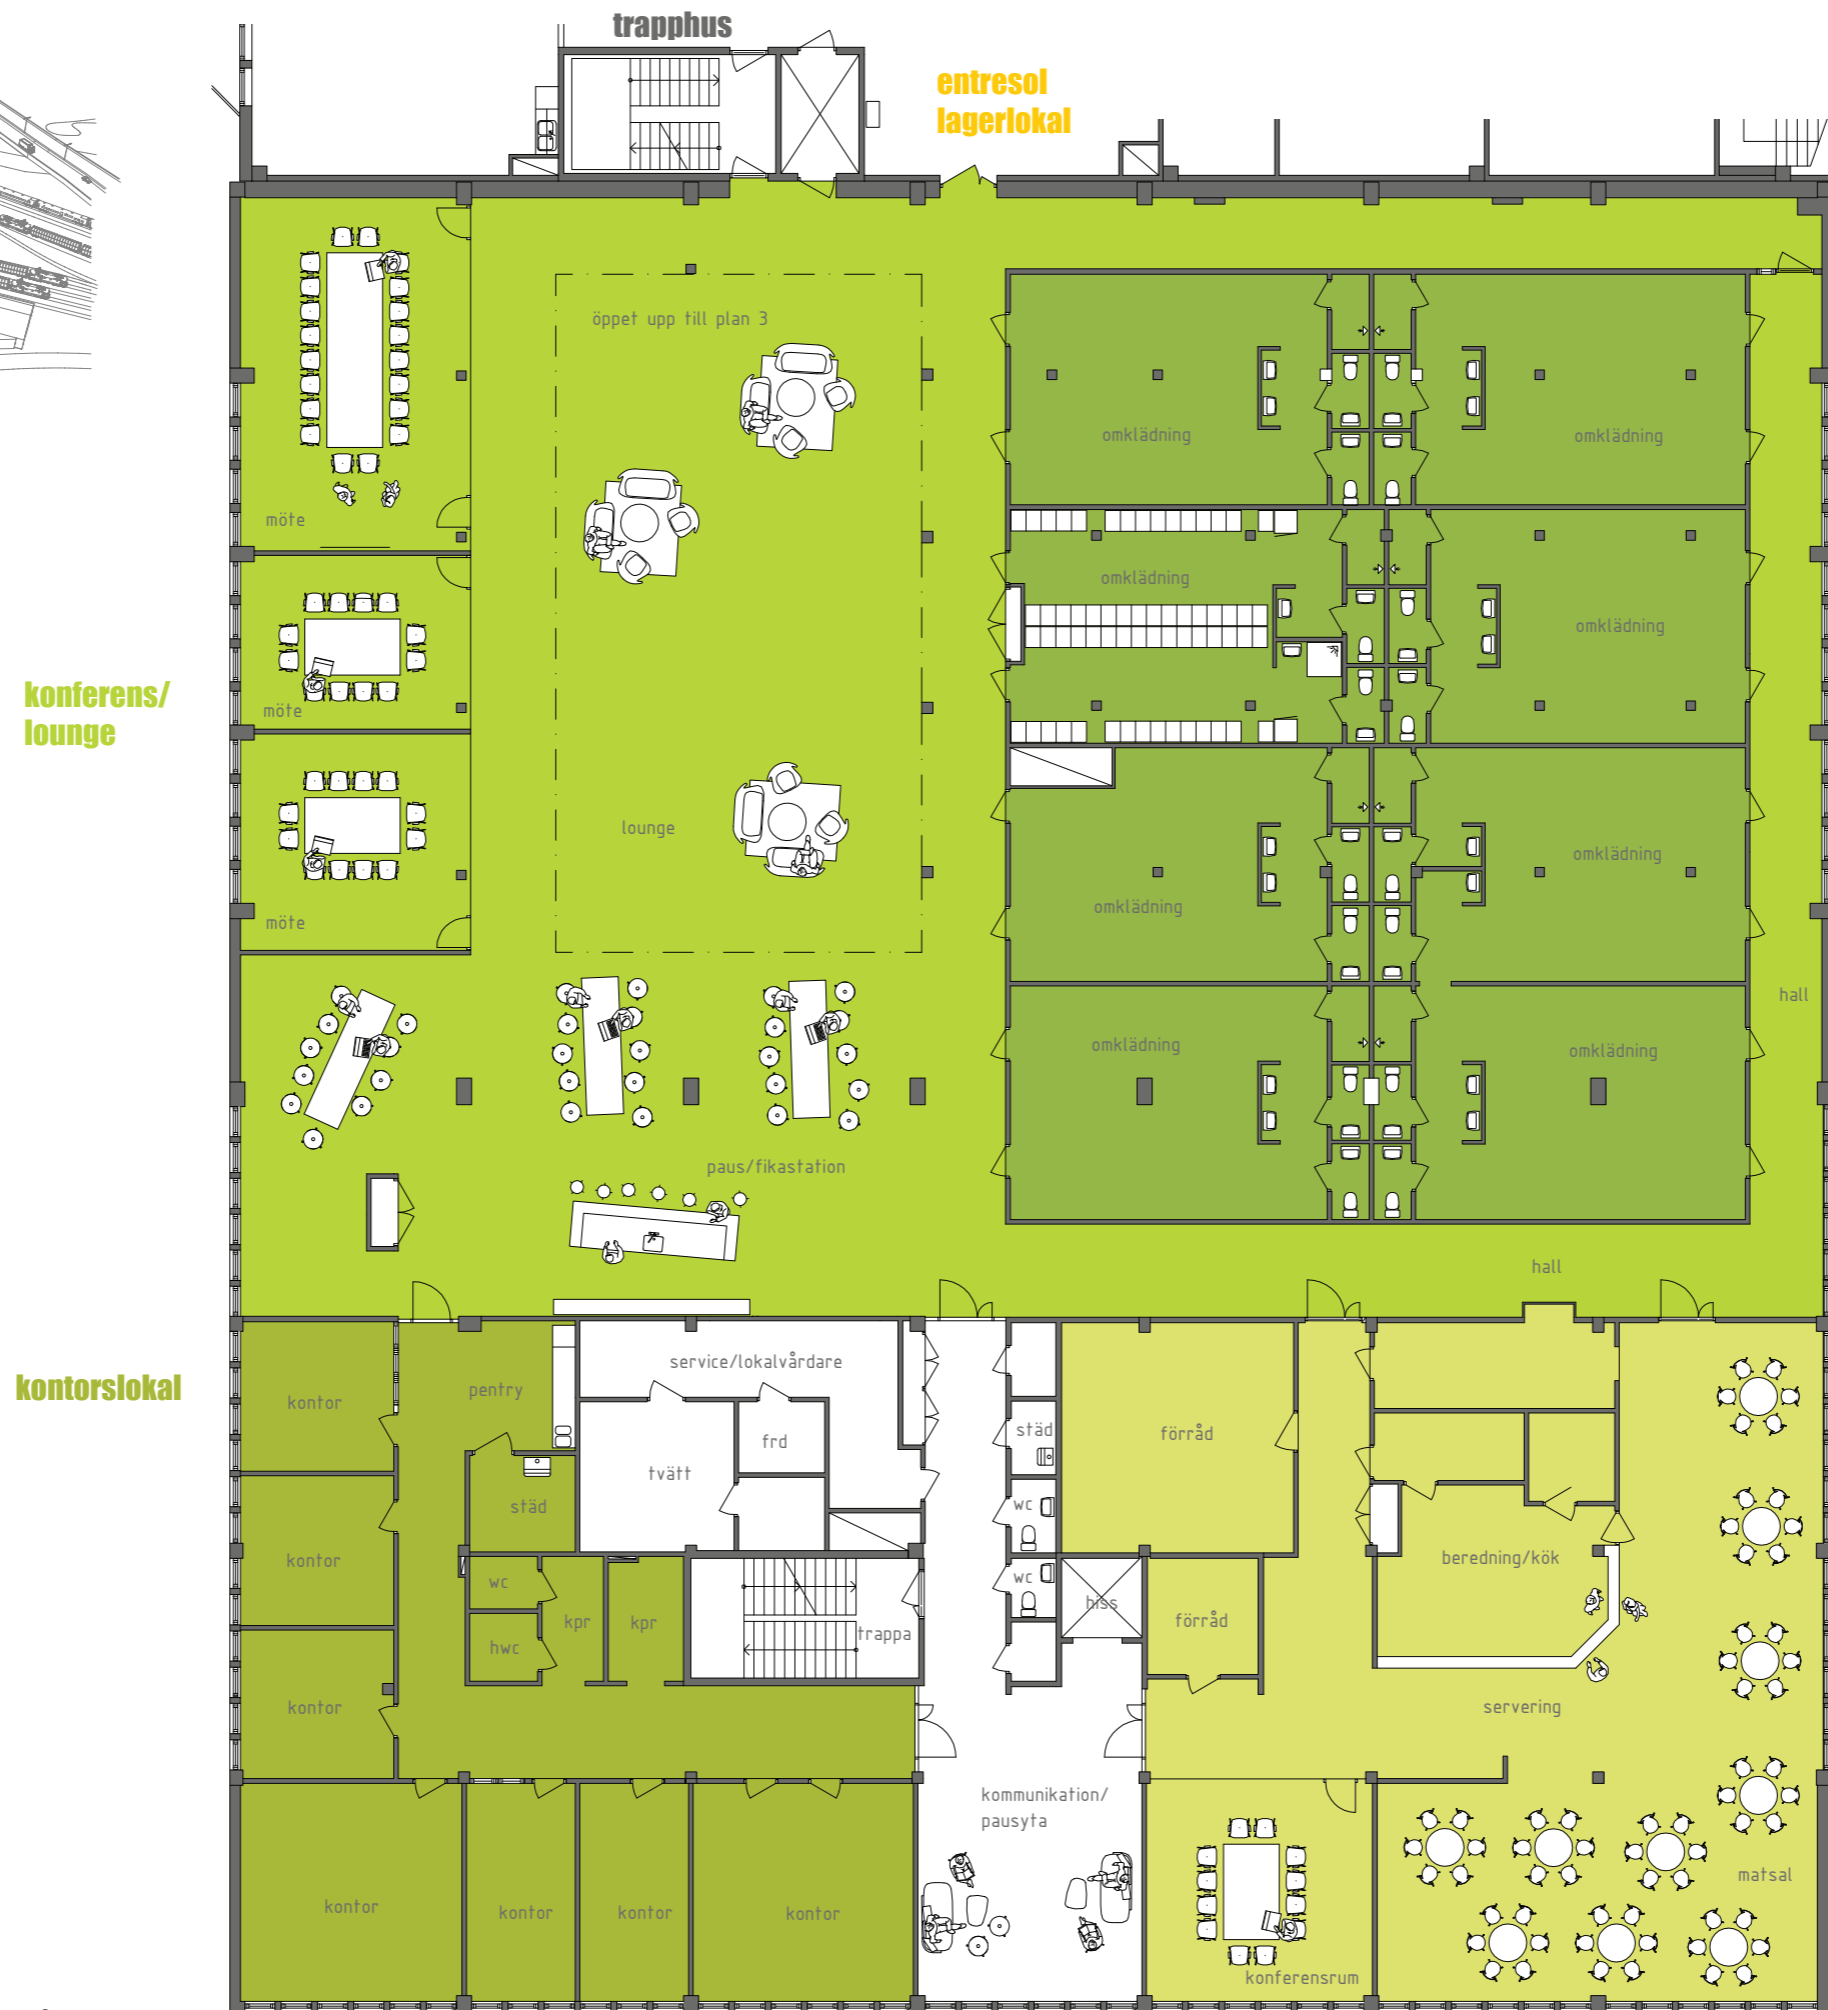 trapphus
entresol
lagerlokal
öppet upp till plan 3
omklädning
omklädning
möte
omklädning
omklädning
konferens/
lounge
möte
lounge
omklädning
omklädning
möte
hall
omklädning
omklädning
paus/fikastation
hall
kontorslokal
kontor
pentry
service/lokalvårdare
städ
förråd
frd
tvätt
städ
wc
kontor
beredning/kök
wc
wc
hiss
kpr
kpr
förråd
trappa
hwc
kontor
servering
kommunikation/
pausyta
matsal
kontor
kontor
kontor
kontor
konferensrum